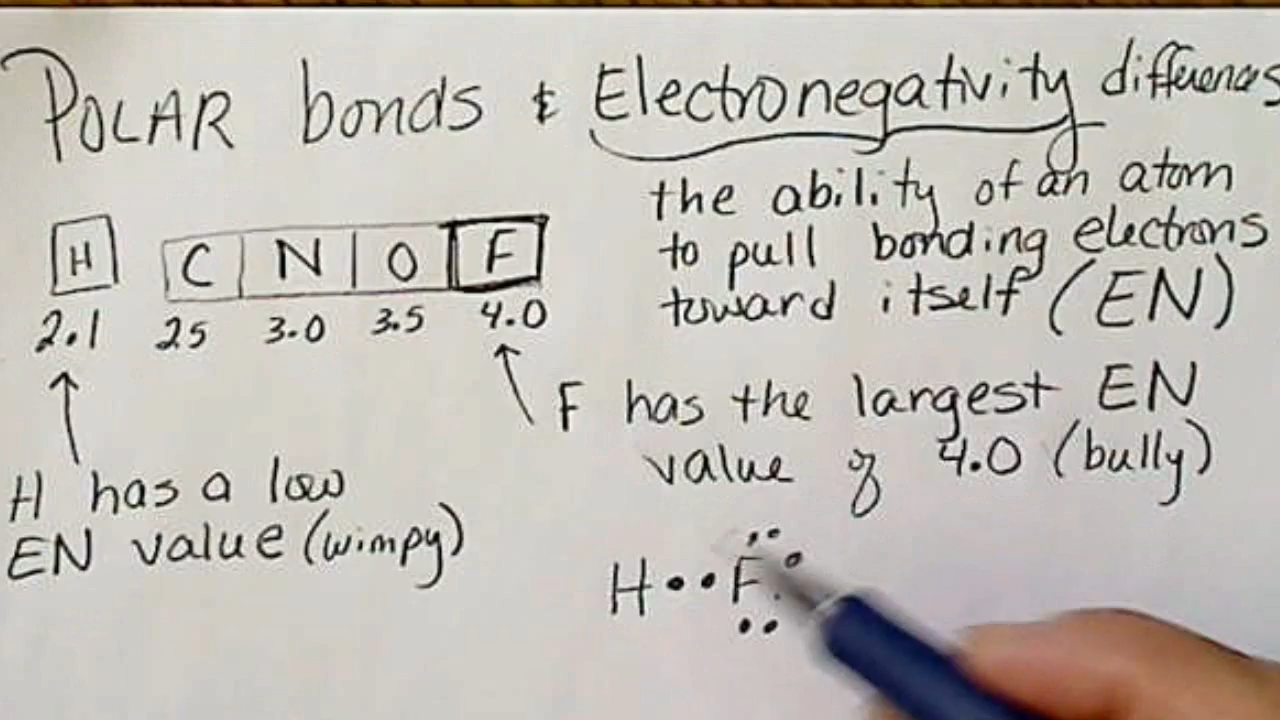 POLAR bonds & Electronegativity differences
the ability of an atom
to pull bonding electrons
toward itself (EN)
H C N O F
2.1 25 3.0 3.5 4.0
F has the largest EN
value of 4.0 (bully)
H has a low
EN value (wimpy)
H••F